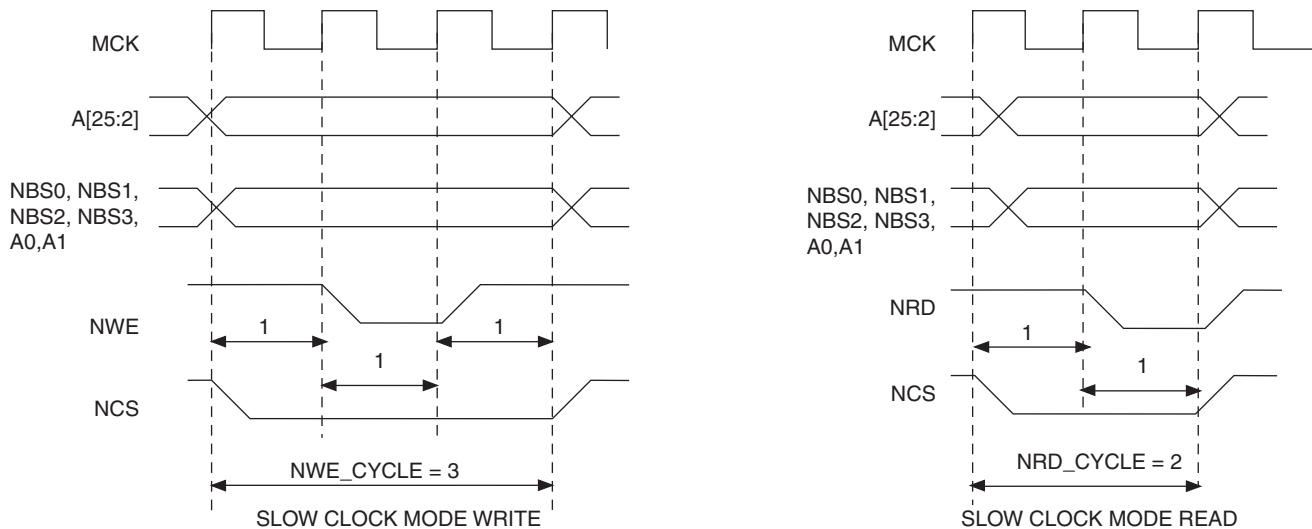 MCK
A[25:2]
NBS0, NBS1,
NBS2, NBS3,
A0,A1
NWE
1
1
1
NCS
NWE_CYCLE = 3
SLOW CLOCK MODE WRITE
MCK
A[25:2]
NBS0, NBS1,
NBS2, NBS3,
A0,A1
NRD
1
1
NCS
NRD_CYCLE = 2
SLOW CLOCK MODE READ